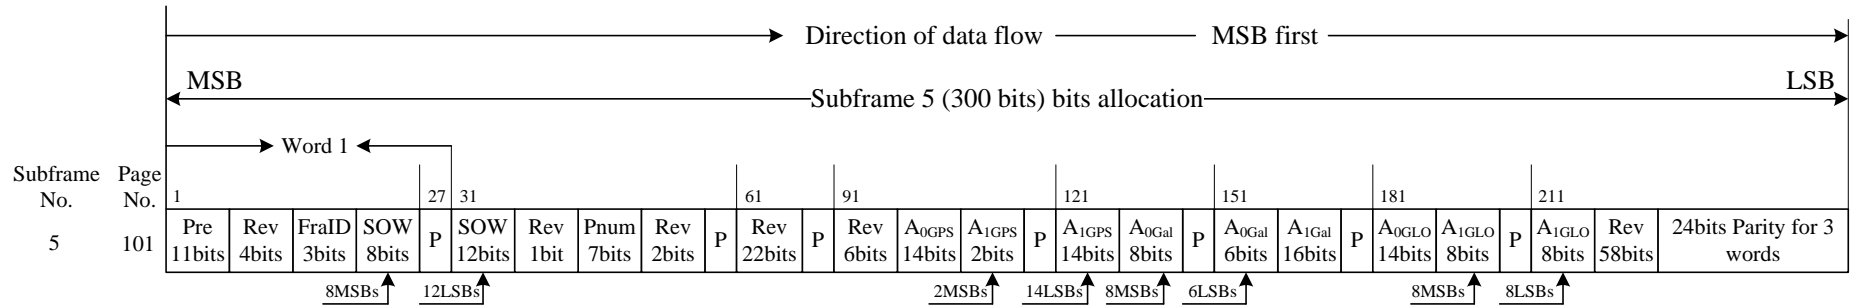 Direction of data flow MSB first
MSB LSB
Subframe 5 (300 bits) bits allocation
Word 1
Subframe Page
No. No. 1 27 31 61 91 121 151 181 211
Pre Rev FraID SOW P SOW Rev Pnum Rev P Rev P Rev A0GPS A1GPS P A1GPS A0Gal P A0Gal A1Gal P A0GLO A1GLO P A1GLO Rev 24bits Parity for 3
5 101 11bits 4bits 3bits 8bits 12bits 1bit 7bits 2bits 22bits 6bits 14bits 2bits 14bits 8bits 6bits 16bits 14bits 8bits 8bits 58bits words
8MSBs 12LSBs 2MSBs 14LSBs 8MSBs 6LSBs 8MSBs 8LSBs